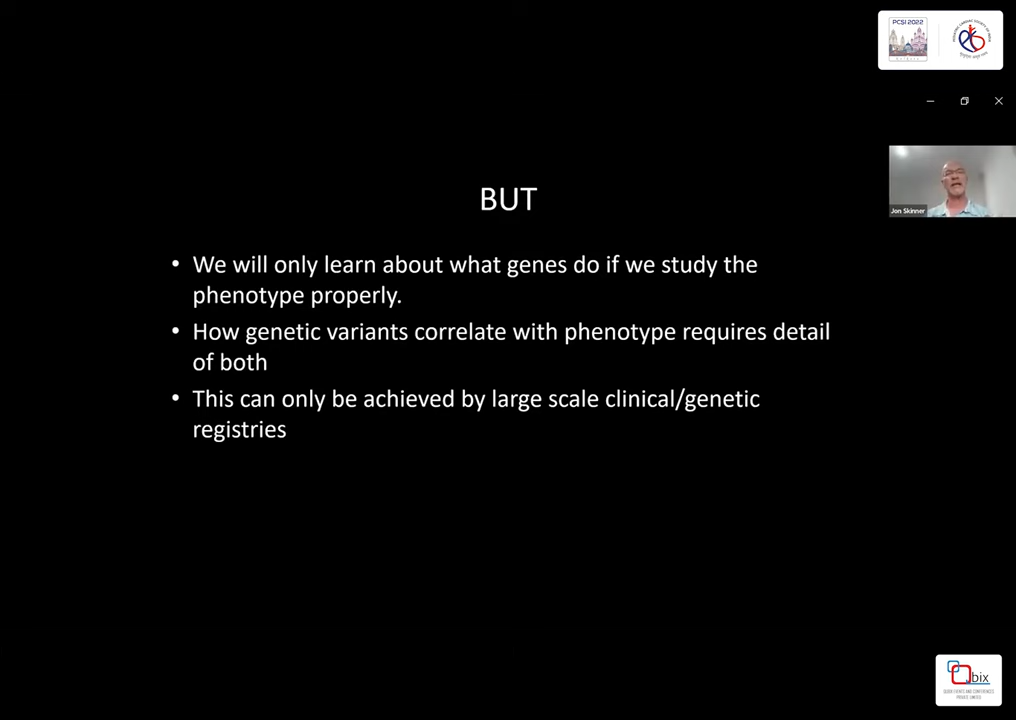 PCSI 2022
Jon Skinner
BUT
• We will only learn about what genes do if we study the
phenotype properly.
• How genetic variants correlate with phenotype requires detail
of both
• This can only be achieved by large scale clinical/genetic
registries
bix